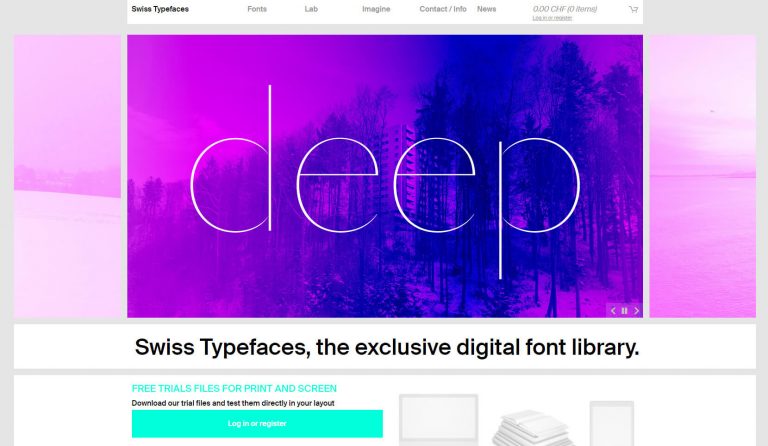 Swiss Typefaces Fonts Lab Imagine Contact / Info News 0.00 CHF (0 Items)
Log in or register
deep
Swiss Typefaces, the exclusive digital font library.
FREE TRIALS FILES FOR PRINT AND SCREEN
Download our trial files and test them directly in your layout
Log in or register